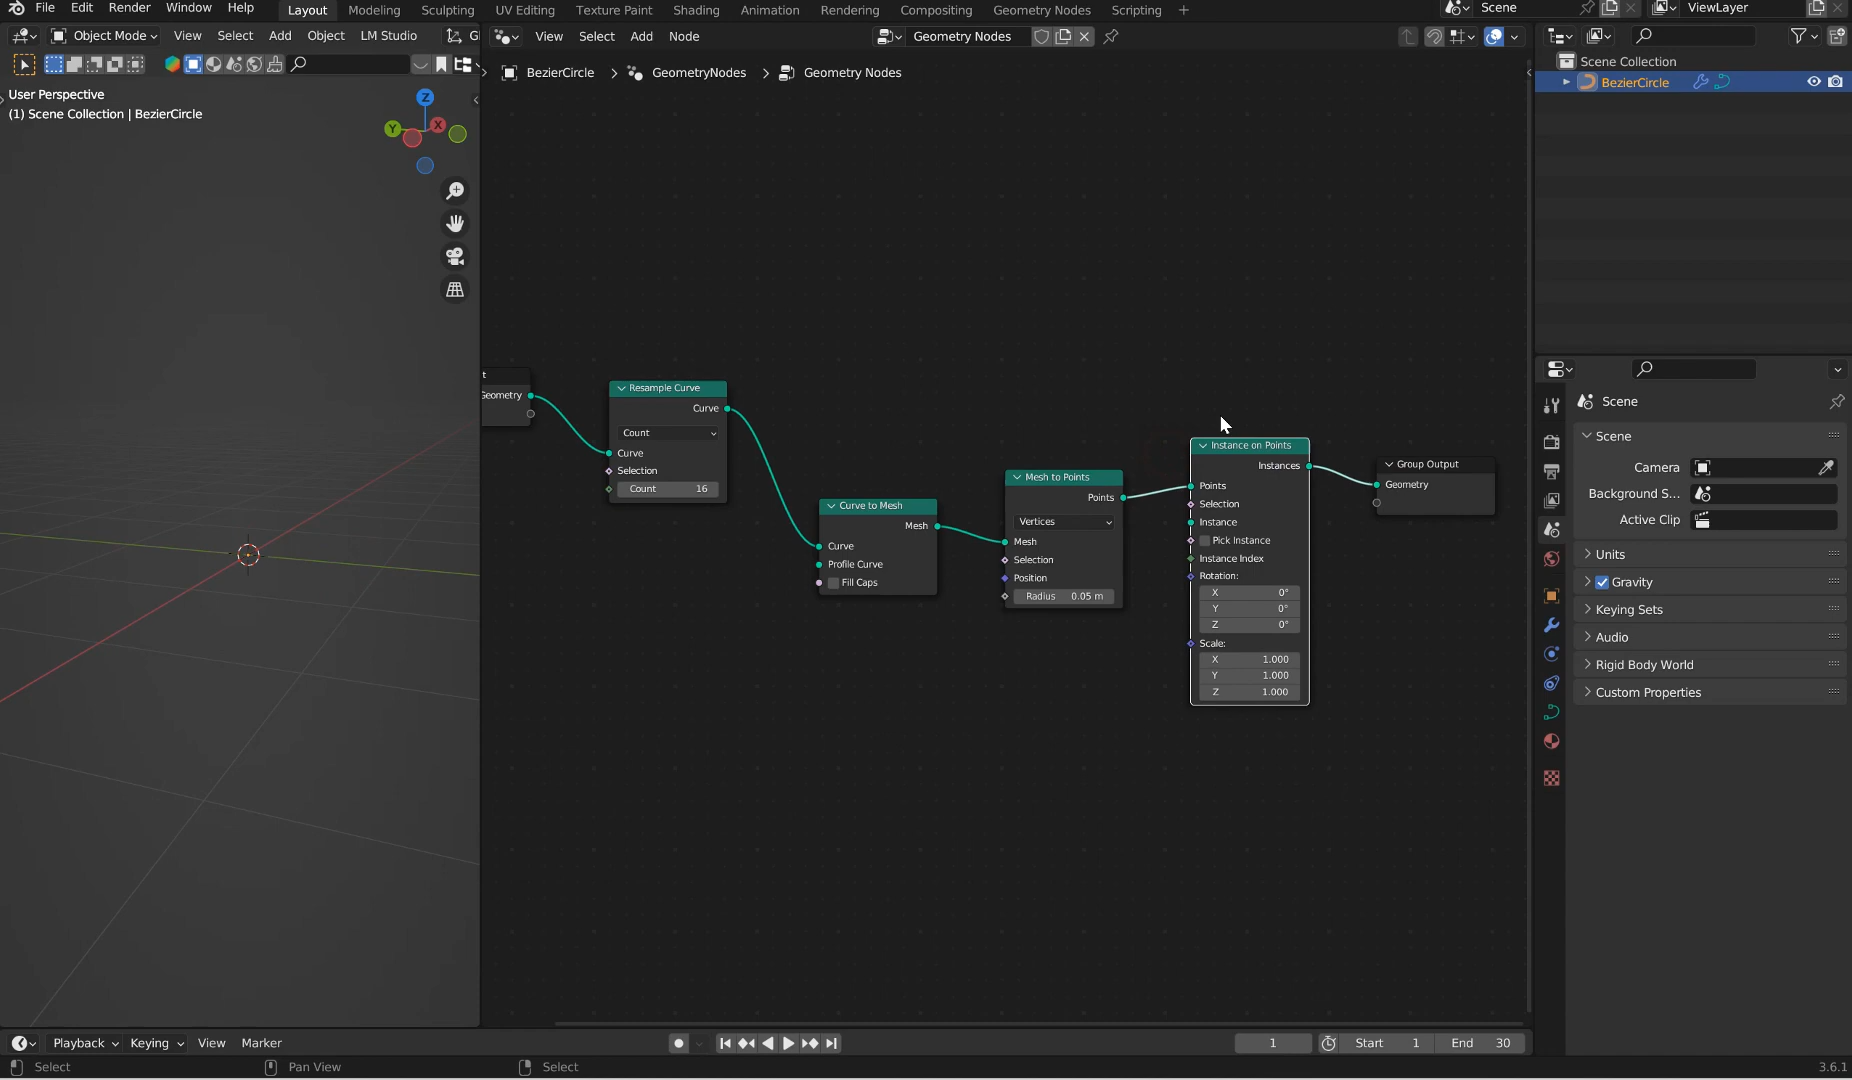 File Edit Render Window Help Layout Modeling Sculpting UV Editing Texture Paint Shading Animation Rendering Compositing Geometry Nodes Scripting + Scene ViewLayer
Object Mode View Select Add Object LM Studio
View Select Add Node Geometry Nodes
User Perspective
(1) Scene Collection | BezierCircle
Z
Y
X
BezierCircle > GeometryNodes > Geometry Nodes
Geometry
Resample Curve
Curve
Count
Curve
Selection
Count 16
Curve to Mesh
Mesh
Curve
Profile Curve
Fill Caps
Mesh to Points
Points
Vertices
Mesh
Selection
Position
Radius 0.05 m
Instance on Points
Instances
Points
Selection
Instance
Pick Instance
Instance Index
Rotation:
X 0°
Y 0°
Z 0°
Scale:
X 1.000
Y 1.000
Z 1.000
Group Output
Geometry
Scene Collection
BezierCircle
Scene
Scene
Camera
Background S...
Active Clip
Units
Gravity
Keying Sets
Audio
Rigid Body World
Custom Properties
Playback Keying View Marker 1 Start 1 End 30
Select Pan View Select 3.6.1